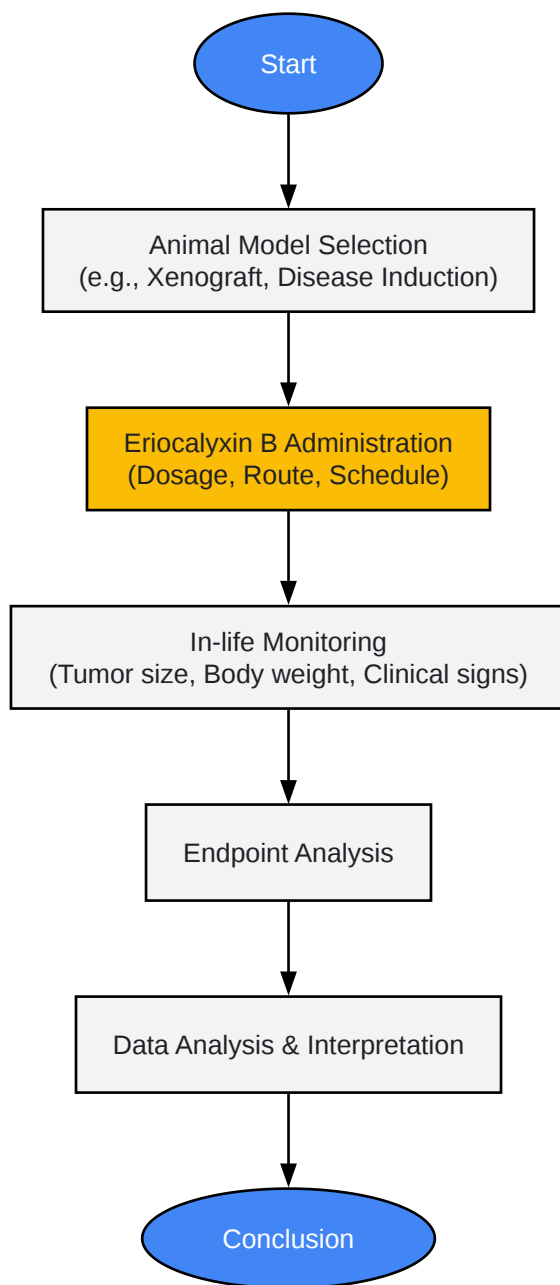 Start
Animal Model Selection
(e.g., Xenograft, Disease Induction)
Eriocalyxin B Administration
(Dosage, Route, Schedule)
In-life Monitoring
(Tumor size, Body weight, Clinical signs)
Endpoint Analysis
Data Analysis & Interpretation
Conclusion